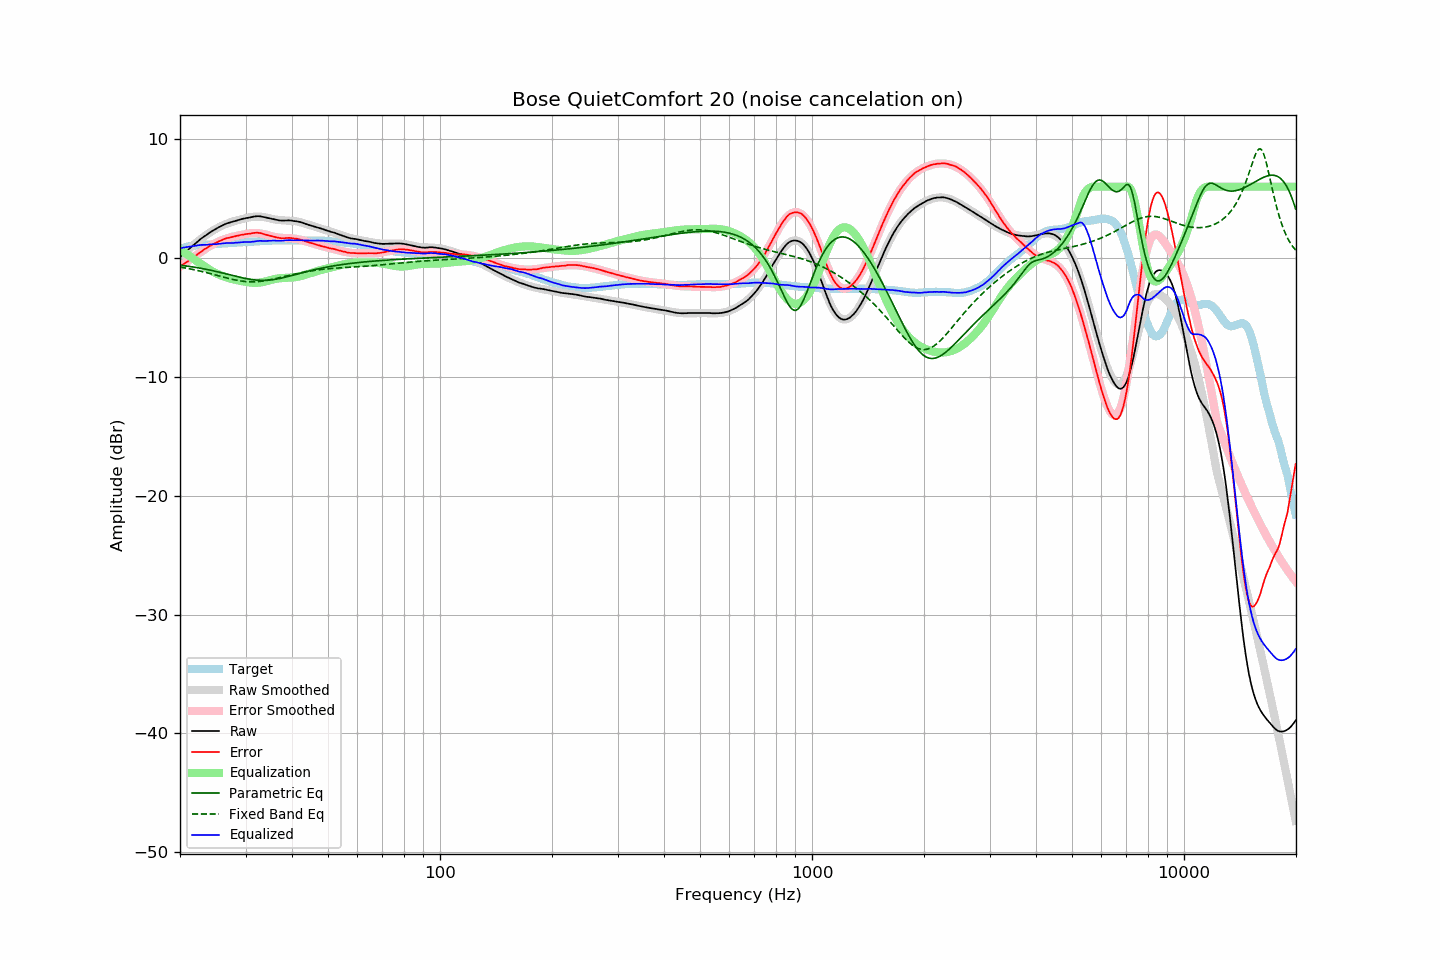 Bose QuietComfort 20 (noise cancelation on)
10
0
−10
−20
−30
−40
−50
Amplitude (dBr)
Target
Raw Smoothed
Error Smoothed
Raw
Error
Equalization
Parametric Eq
Fixed Band Eq
Equalized
100
1000
10000
Frequency (Hz)